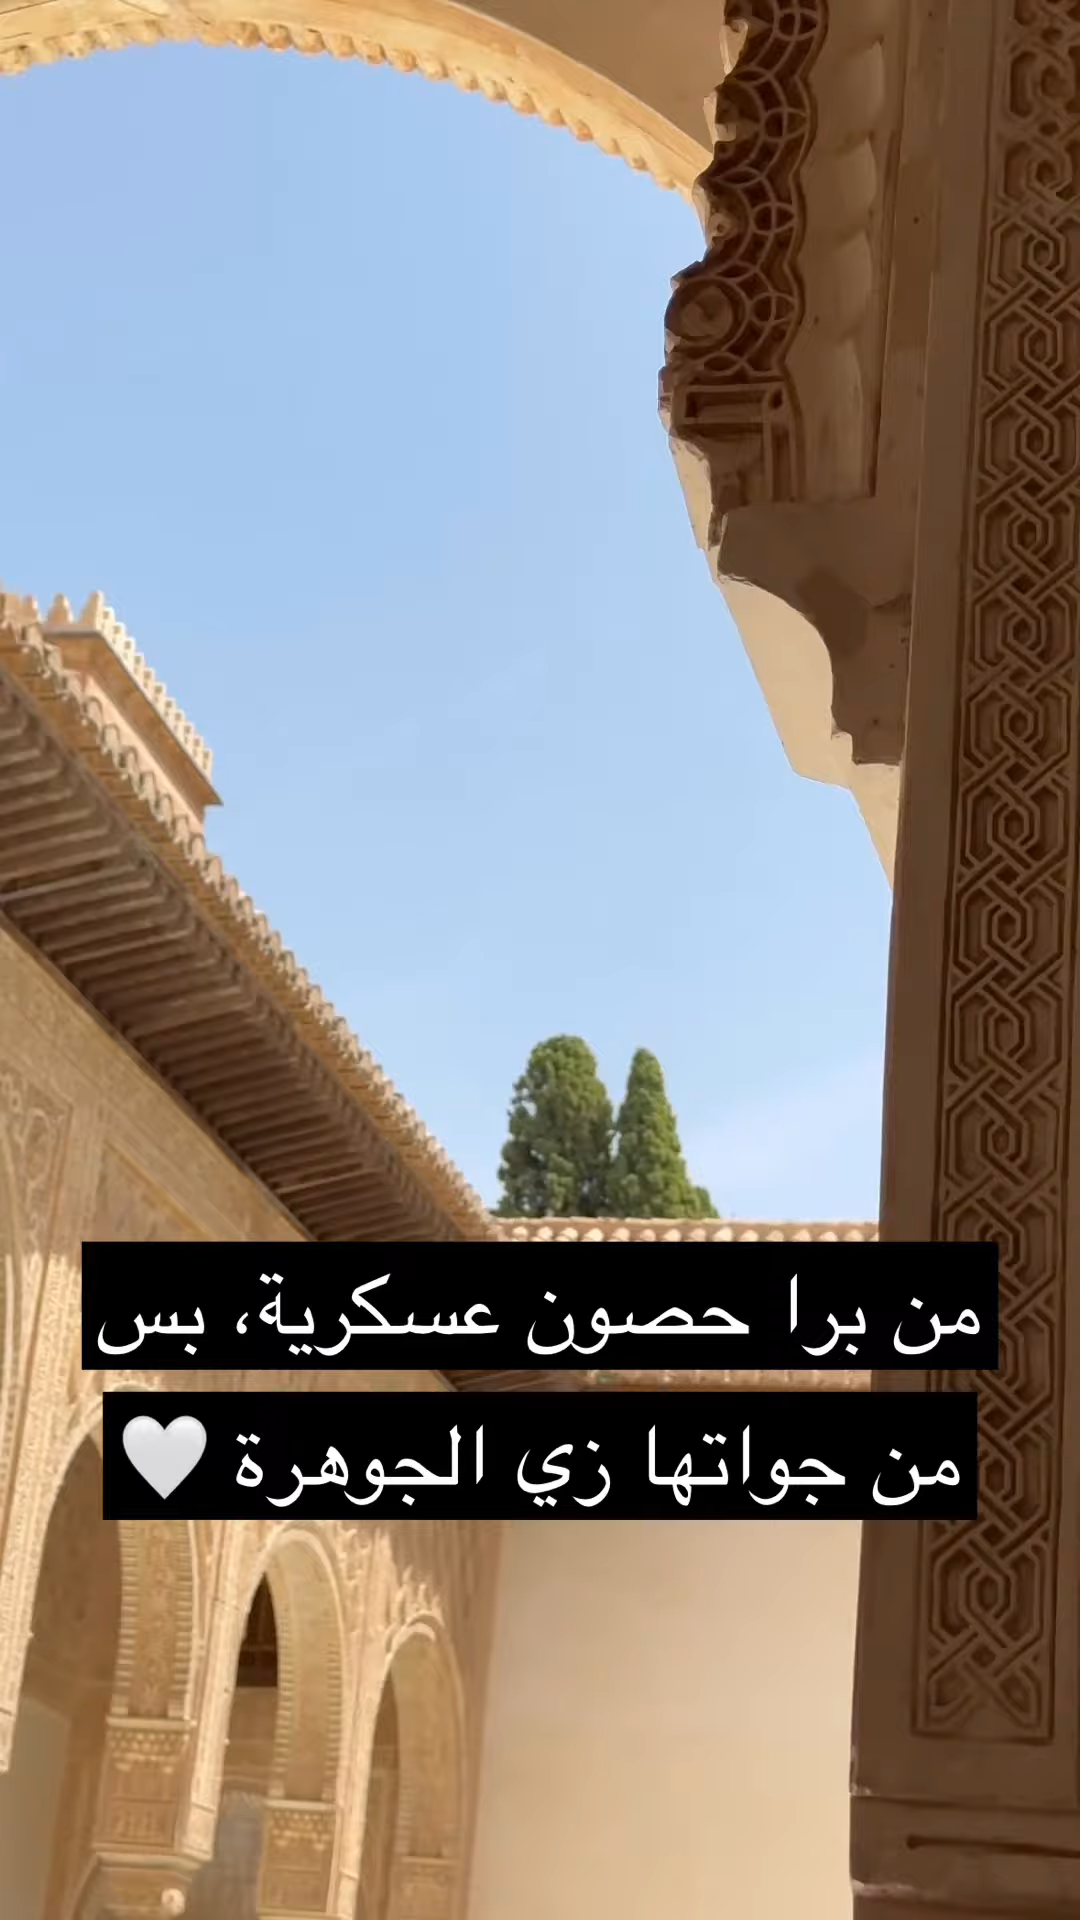 من برا حصون عسكرية، بس
من جواتها زي الجوهرة 🤍